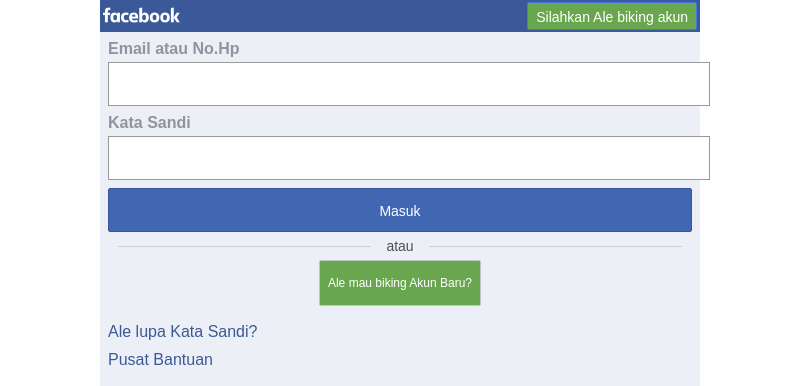 facebook
Silahkan Ale biking akun
Email atau No.Hp
Kata Sandi
Masuk
atau
Ale mau biking Akun Baru?
Ale lupa Kata Sandi?
Pusat Bantuan